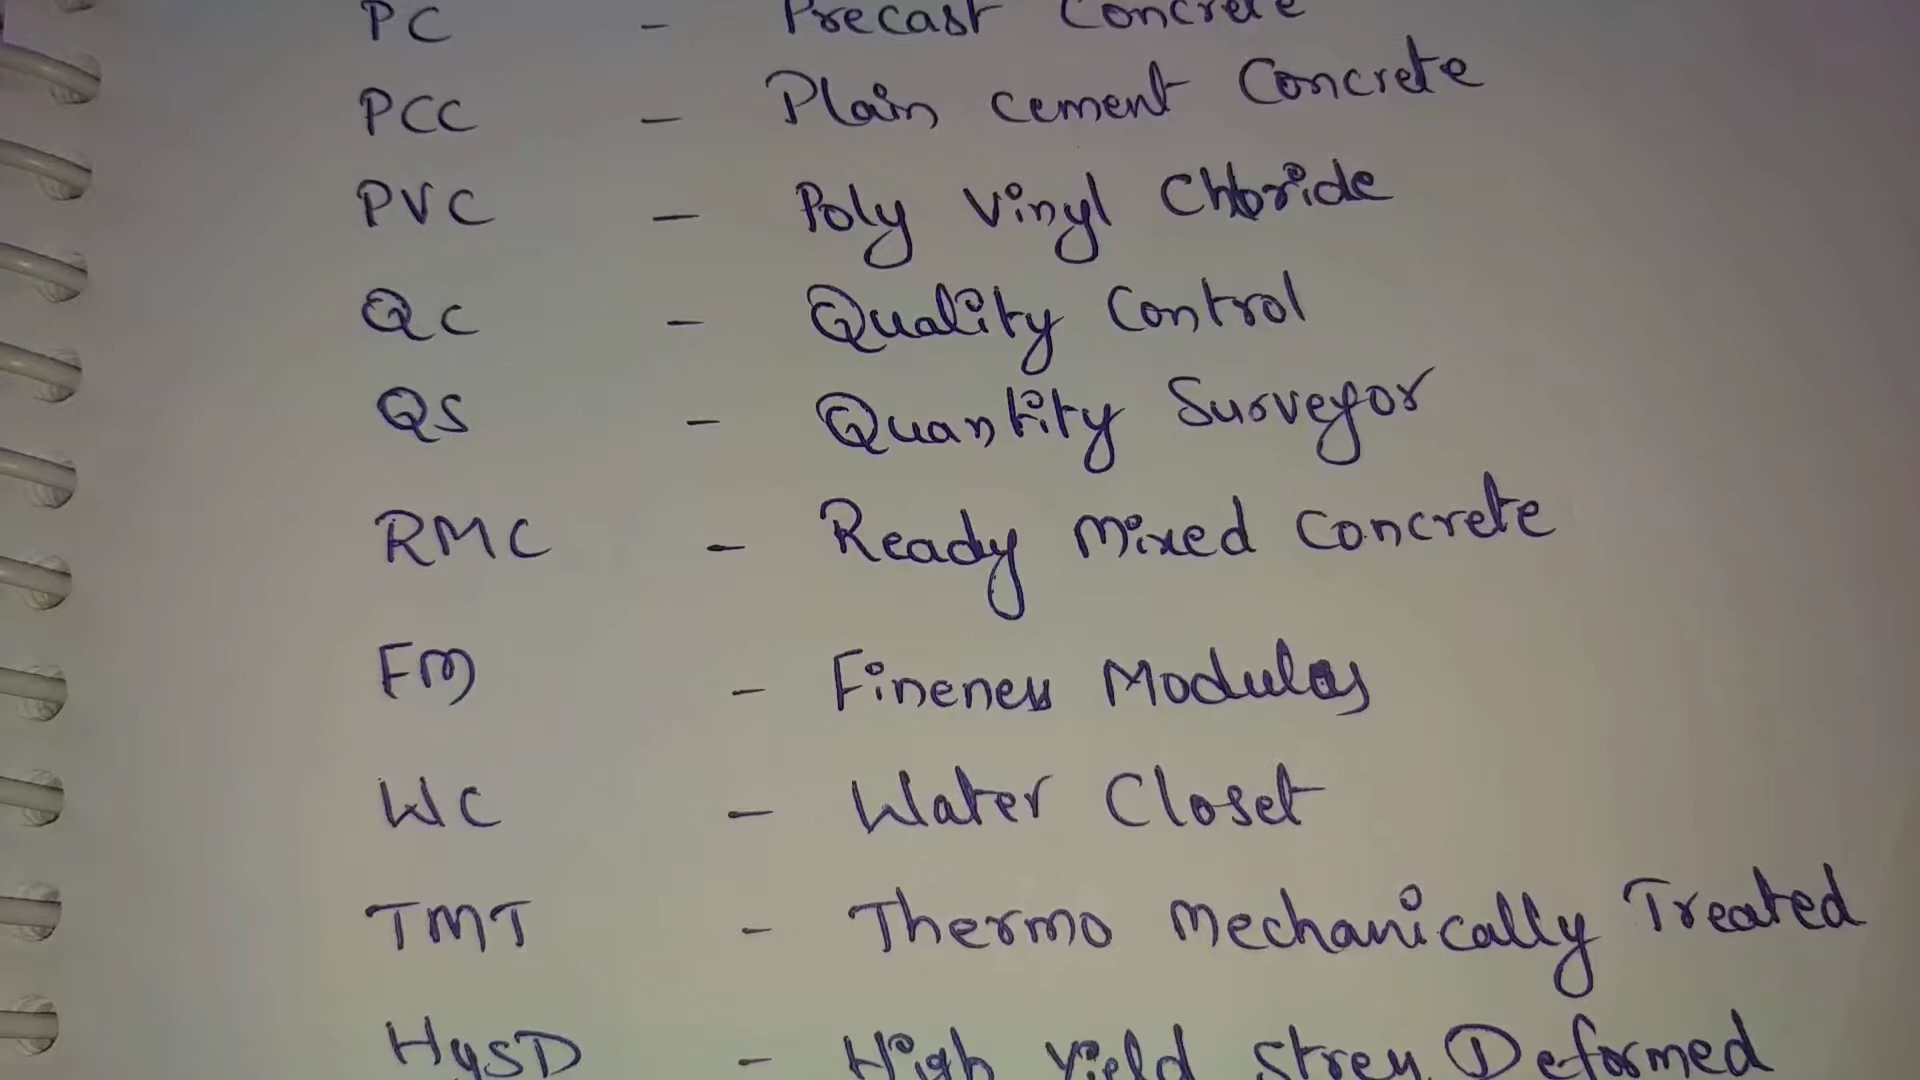 PC - Precast Concrete
PCC - Plain cement Concrete
PVC - Poly Vinyl Chloride
QC - Quality Control
QS - Quantity Surveyor
RMC - Ready Mixed Concrete
FM - Fineness Modulus
WC - Water Closet
TMT - Thermo Mechanically Treated
HYSD - High Yield Stress Deformed